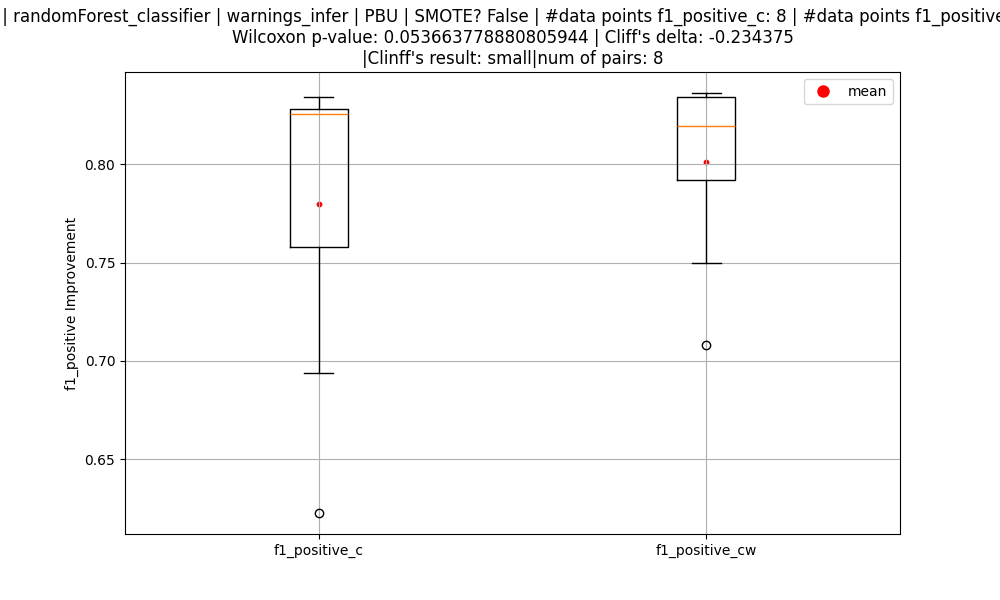 | randomForest_classifier | warnings_infer | PBU | SMOTE? False | #data points f1_positive_c: 8 | #data points f1_positive
Wilcoxon p-value: 0.053663778880805944 | Cliff's delta: -0.234375
|Clinff's result: small|num of pairs: 8
mean
f1_positive Improvement
0.80
0.75
0.70
0.65
f1_positive_c
f1_positive_cw